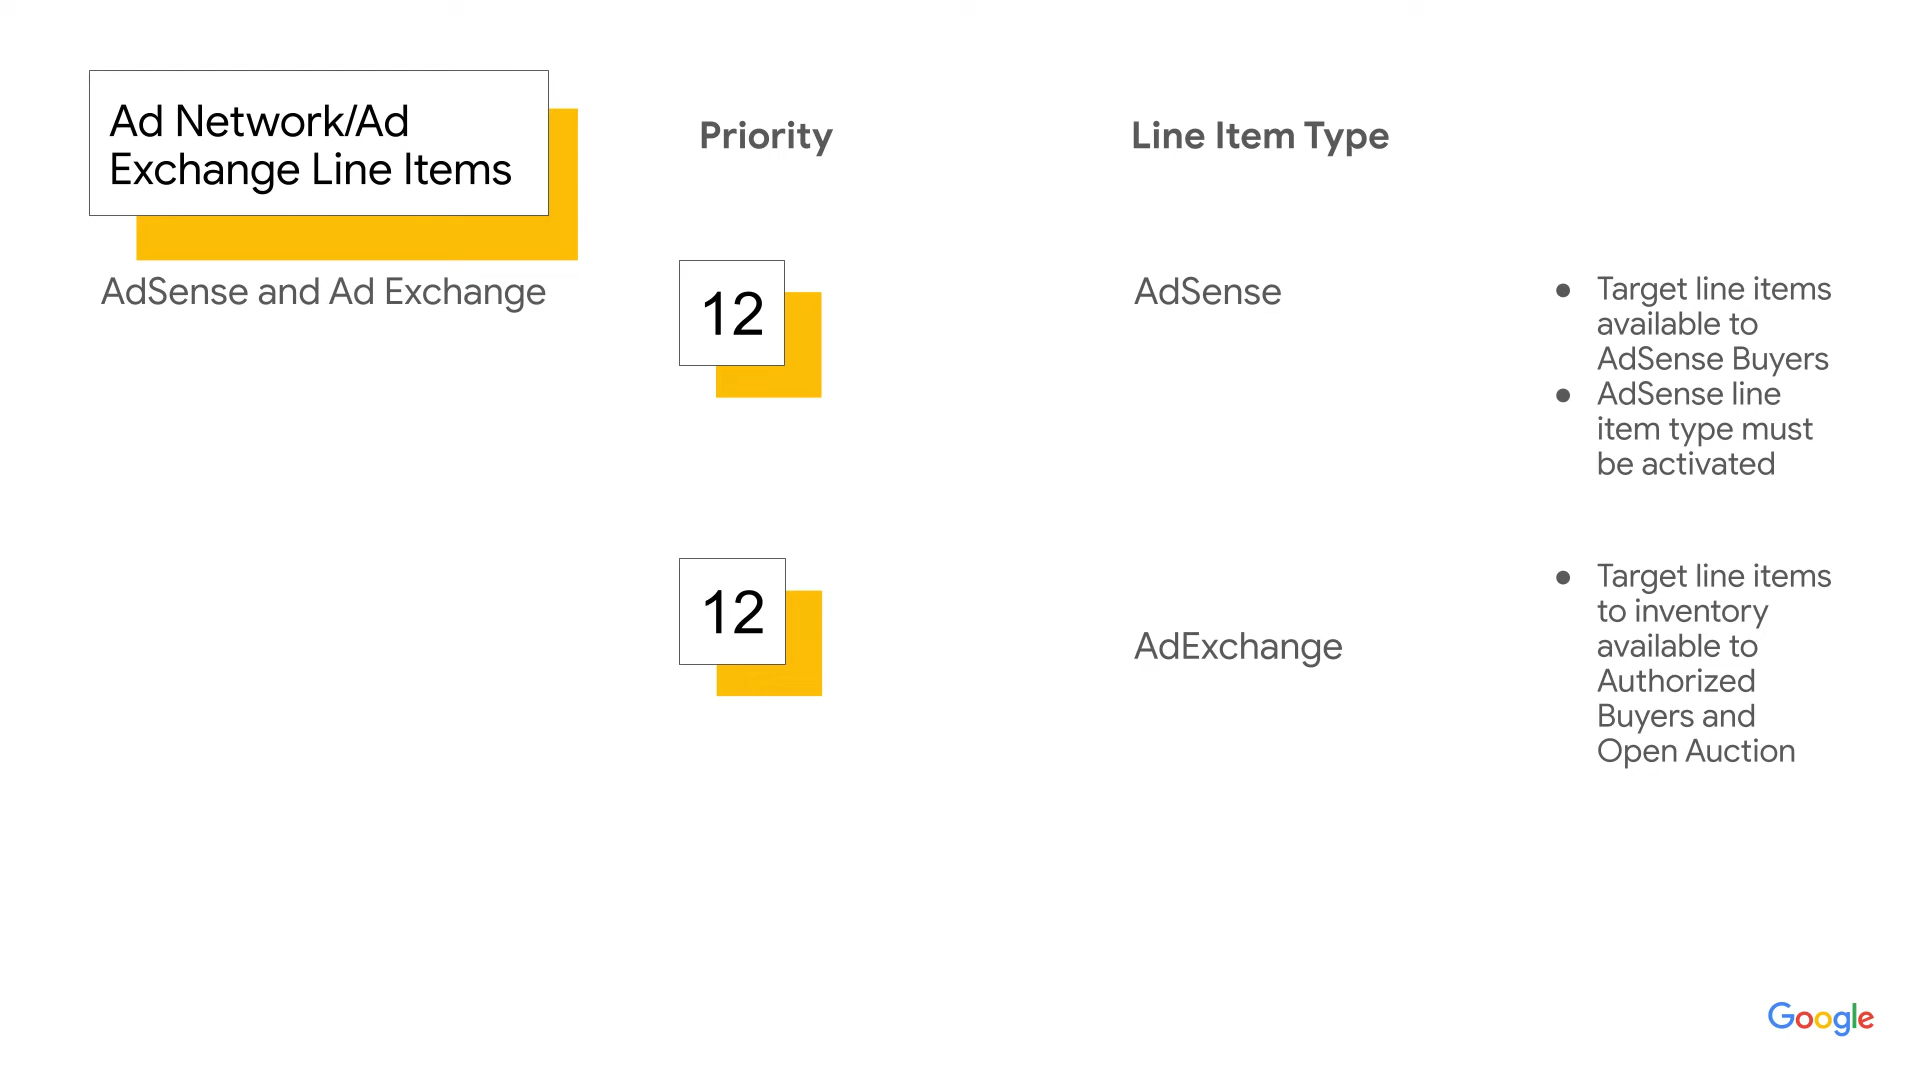 Ad Network/Ad
Exchange Line Items
Priority
Line Item Type
AdSense and Ad Exchange
12
AdSense
● Target line items
available to
AdSense Buyers
● AdSense line
item type must
be activated
12
AdExchange
● Target line items
to inventory
available to
Authorized
Buyers and
Open Auction
Google